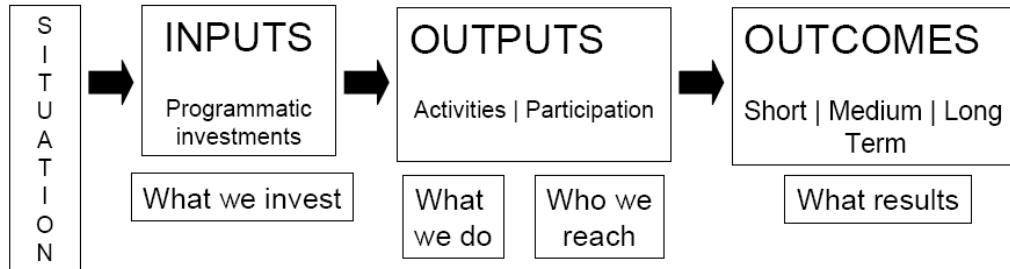 SITUATION
INPUTS
Programmatic
investments
What we invest
OUTPUTS
Activities | Participation
What
we do
Who we
reach
OUTCOMES
Short | Medium | Long
Term
What results